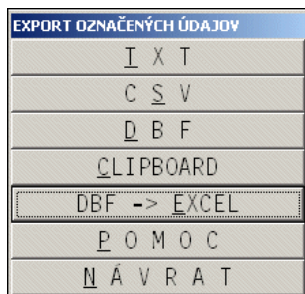 EXPORT OZNAČENÝCH ÚDAJOV
T X T
C S V
D B F
CLIPBOARD
DBF -> EXCEL
P O M O C
N Á V R A T